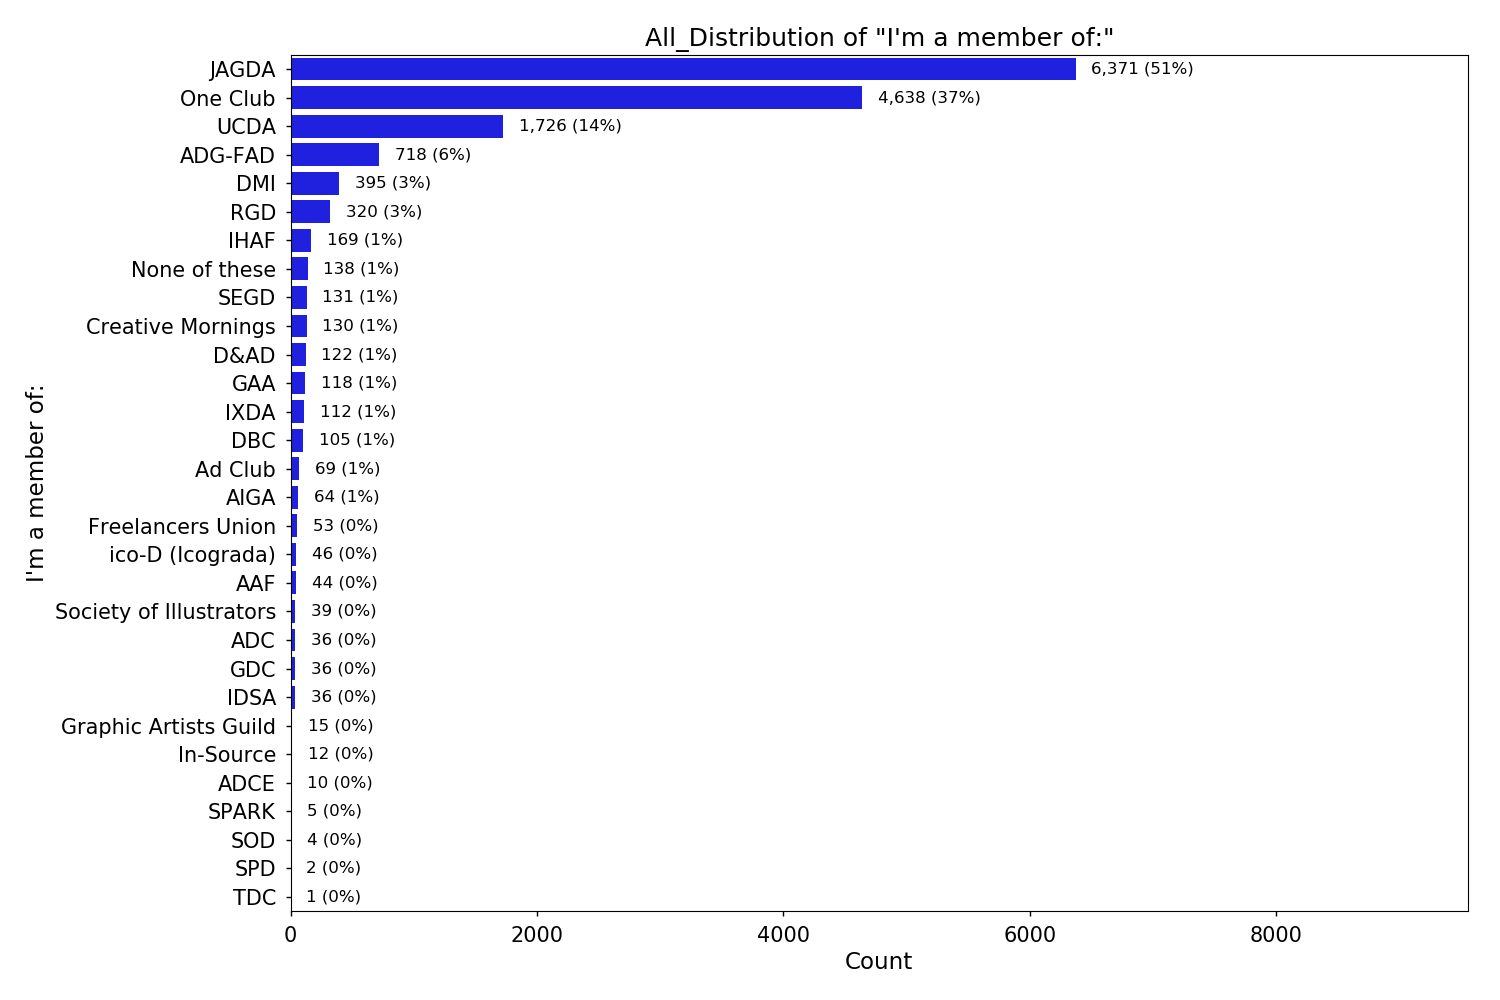 All_Distribution of "I'm a member of:"
JAGDA 6,371 (51%)
One Club 4,638 (37%)
UCDA 1,726 (14%)
ADG-FAD 718 (6%)
DMI 395 (3%)
RGD 320 (3%)
IHAF 169 (1%)
None of these 138 (1%)
SEGD 131 (1%)
Creative Mornings 130 (1%)
D&AD 122 (1%)
GAA 118 (1%)
IXDA 112 (1%)
DBC 105 (1%)
Ad Club 69 (1%)
AIGA 64 (1%)
Freelancers Union 53 (0%)
ico-D (Icograda) 46 (0%)
AAF 44 (0%)
Society of Illustrators 39 (0%)
ADC 36 (0%)
GDC 36 (0%)
IDSA 36 (0%)
Graphic Artists Guild 15 (0%)
In-Source 12 (0%)
ADCE 10 (0%)
SPARK 5 (0%)
SOD 4 (0%)
SPD 2 (0%)
TDC 1 (0%)
I'm a member of:
0 2000 4000 6000 8000
Count